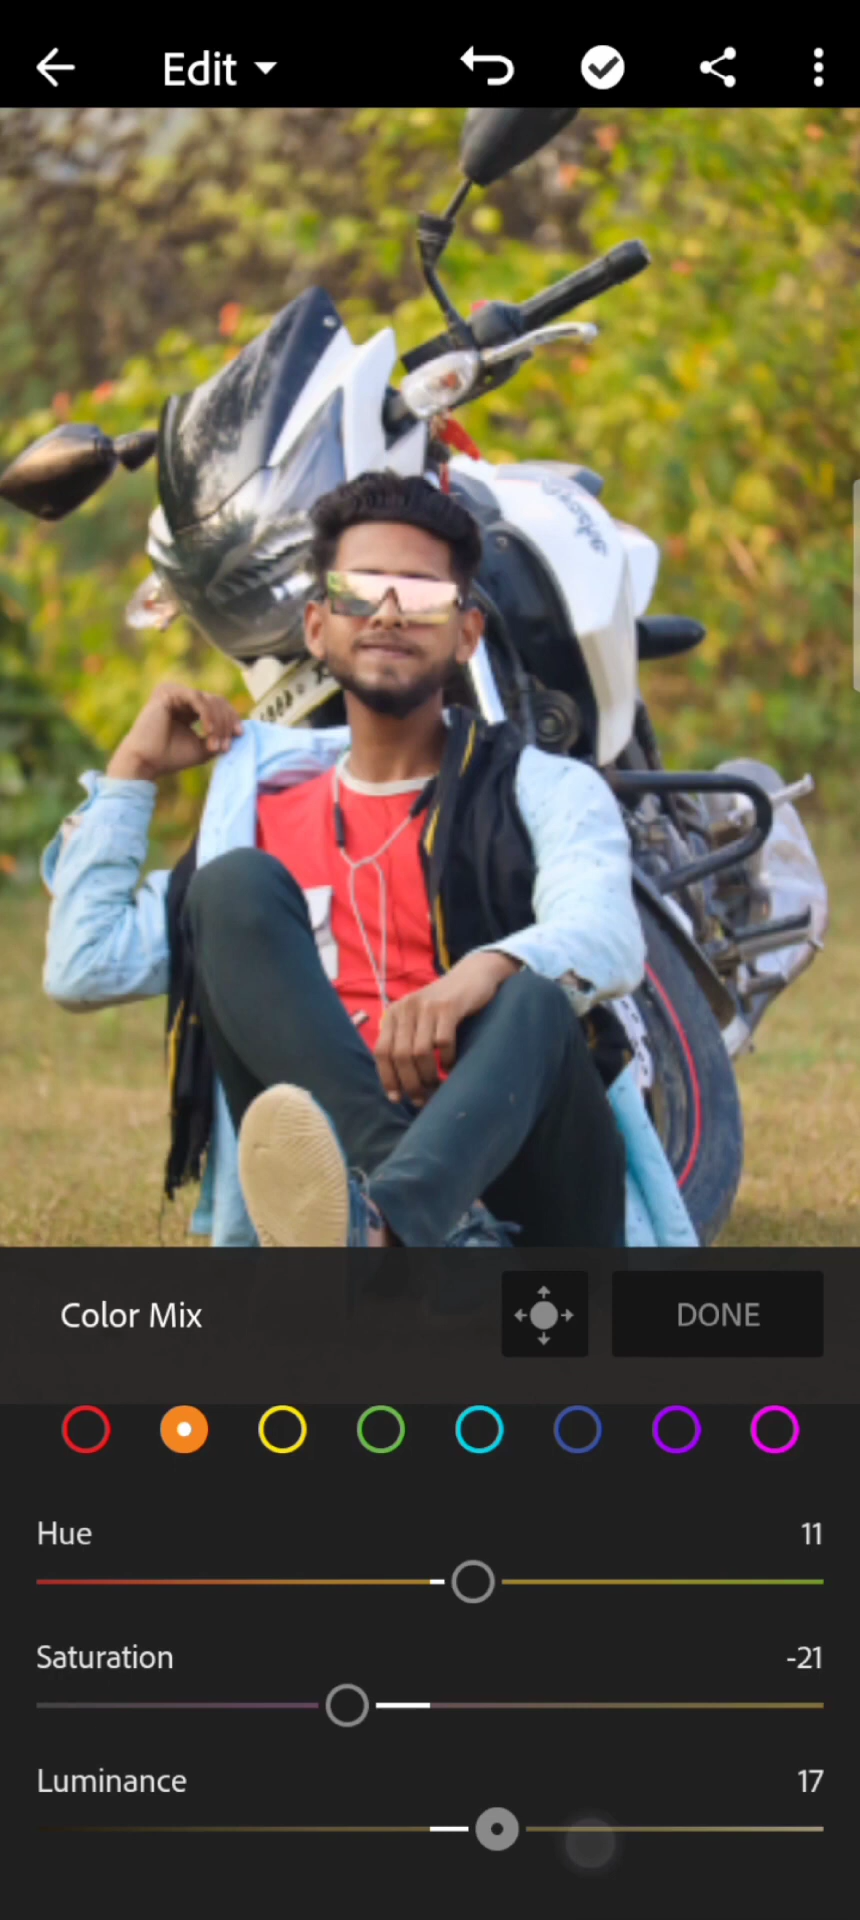 Edit
Color Mix
DONE
Hue
11
Saturation
-21
Luminance
17